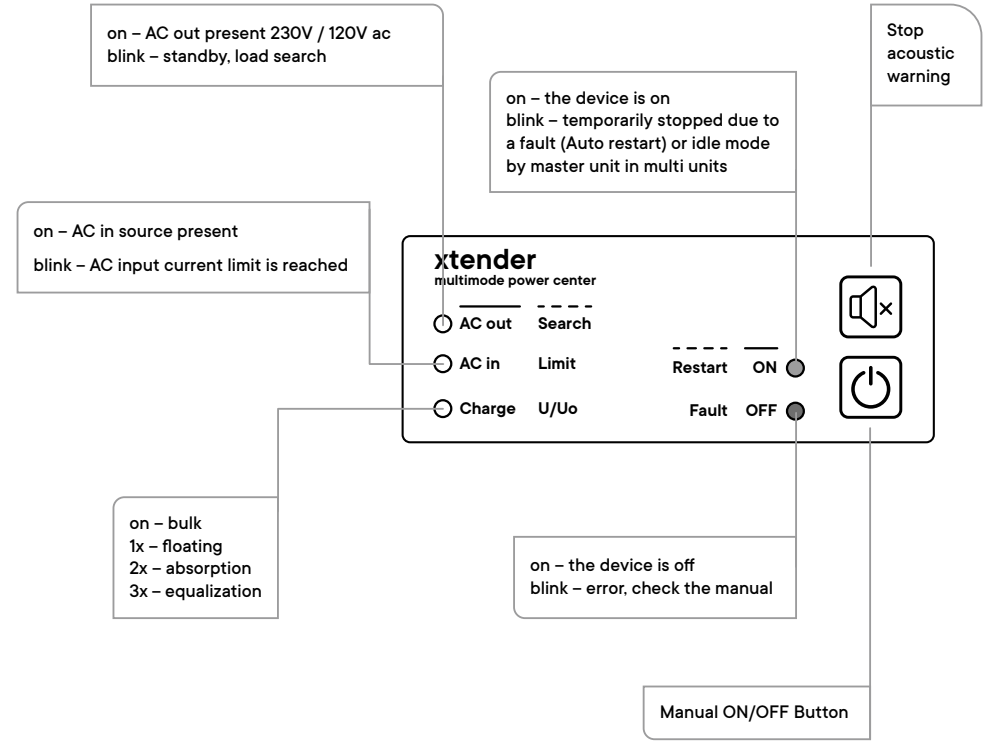 on – AC out present 230V / 120V ac
blink – standby, load search
Stop
acoustic
warning
on – the device is on
blink – temporarily stopped due to
a fault (Auto restart) or idle mode
by master unit in multi units
on – AC in source present
blink – AC input current limit is reached
xtender
multimode power center
AC out Search
AC in Limit
Restart ON
Charge U/Uo
Fault OFF
on – bulk
1x – floating
2x – absorption
3x – equalization
on – the device is off
blink – error, check the manual
Manual ON/OFF Button